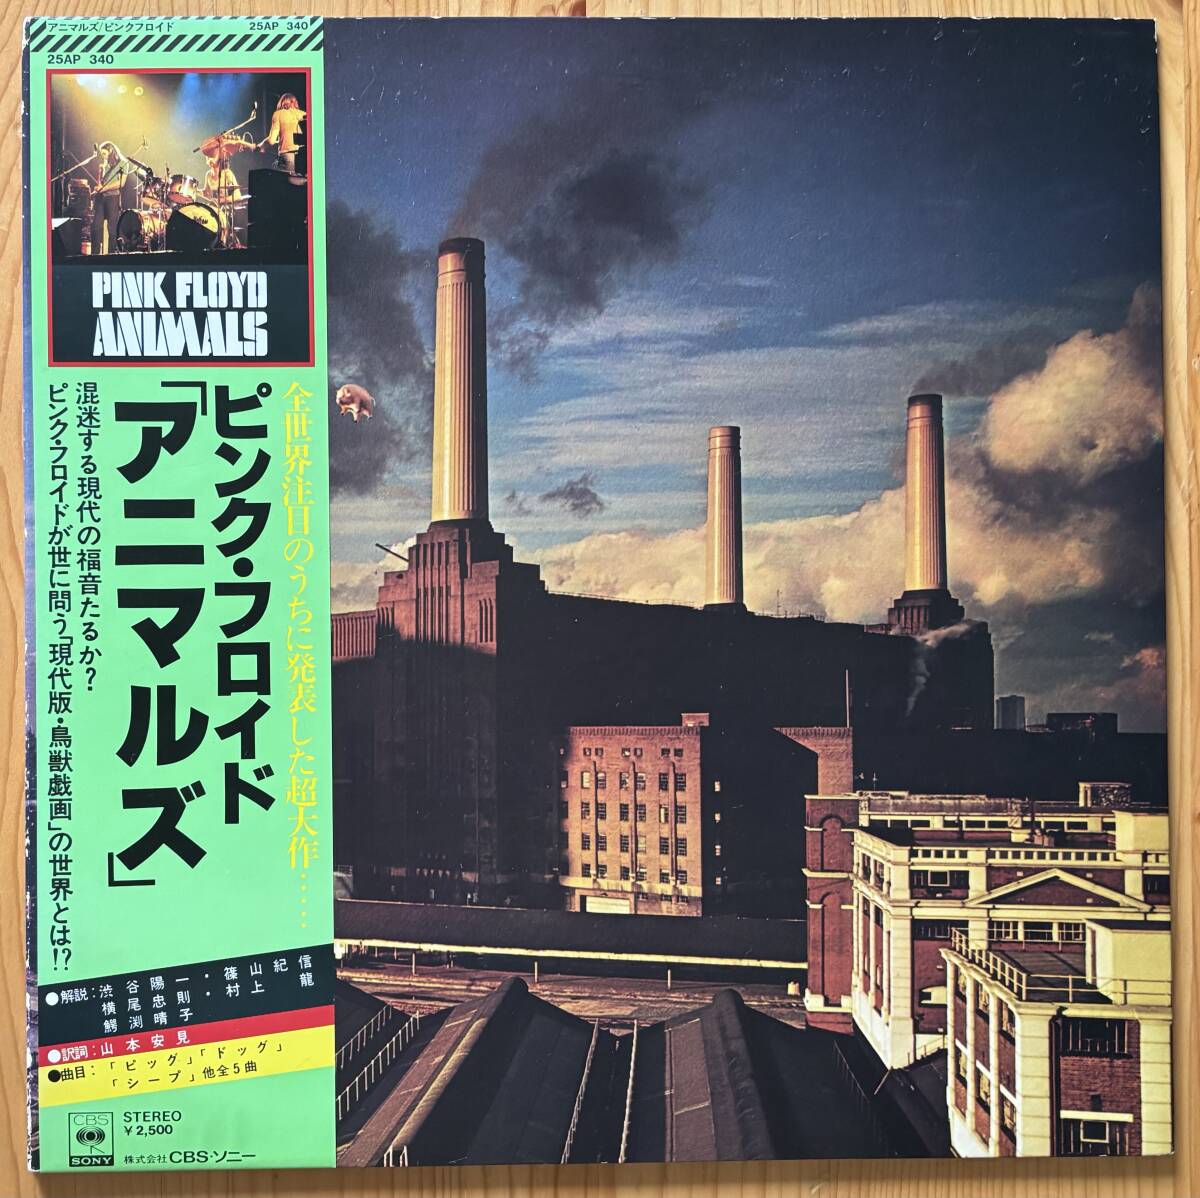 アニマルズ/ピンクフロイド 25AP 340
25AP 340
PINK FLOYD
ANIMALS
全世界注目のうちに発表した超大作……
ピンク・フロイド
「アニマルズ」
混迷する現代の福音たるか？
ピンク・フロイドが世に問う「現代版・鳥獣戯画」の世界とは!?
●解説：渋谷陽一・篠山紀信
横尾忠則・村上龍
鰐渕晴子
●訳詞：山本安見
●曲目：「ピッグ」「ドッグ」
「シープ」他全5曲
CBS
SONY
STEREO
￥2,500
株式会社CBS・ソニー